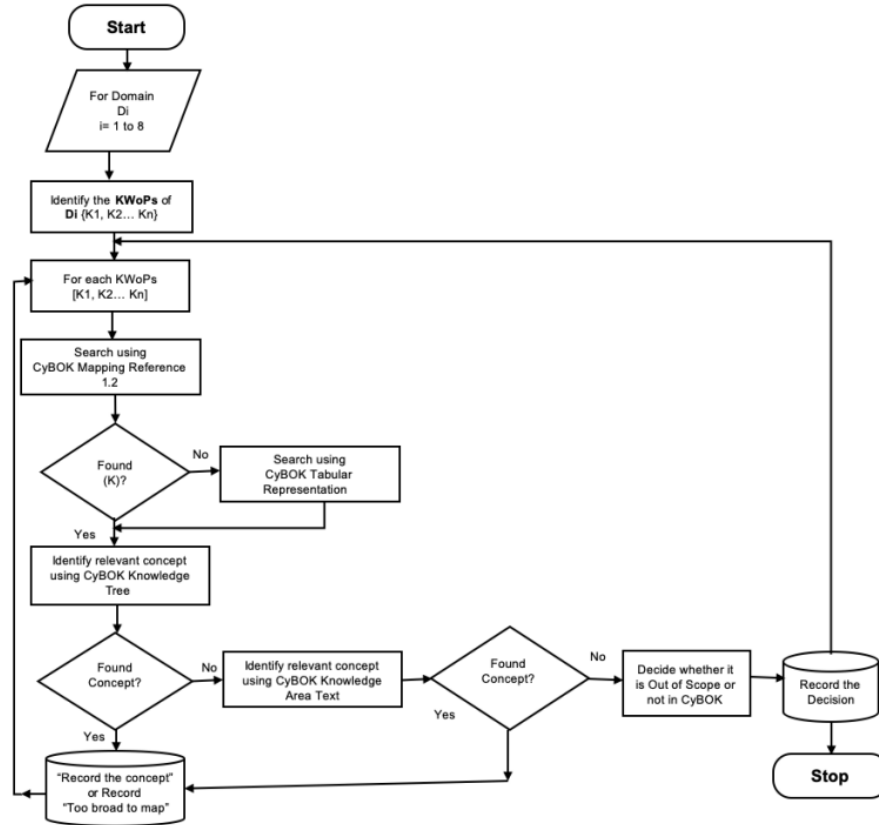 Start
For Domain
Di
i= 1 to 8
Identify the KWoPs of
Di {K1, K2... Kn}
For each KWoPs
[K1, K2... Kn]
Search using
CyBOK Mapping Reference
1.2
Found
(K)?
No
Search using
CyBOK Tabular
Representation
Yes
Identify relevant concept
using CyBOK Knowledge
Tree
Found
Concept?
No
Identify relevant concept
using CyBOK Knowledge
Area Text
Found
Concept?
No
Decide whether it
is Out of Scope or
not in CyBOK
Record the
Decision
Yes
Yes
"Record the concept"
or Record
"Too broad to map"
Stop